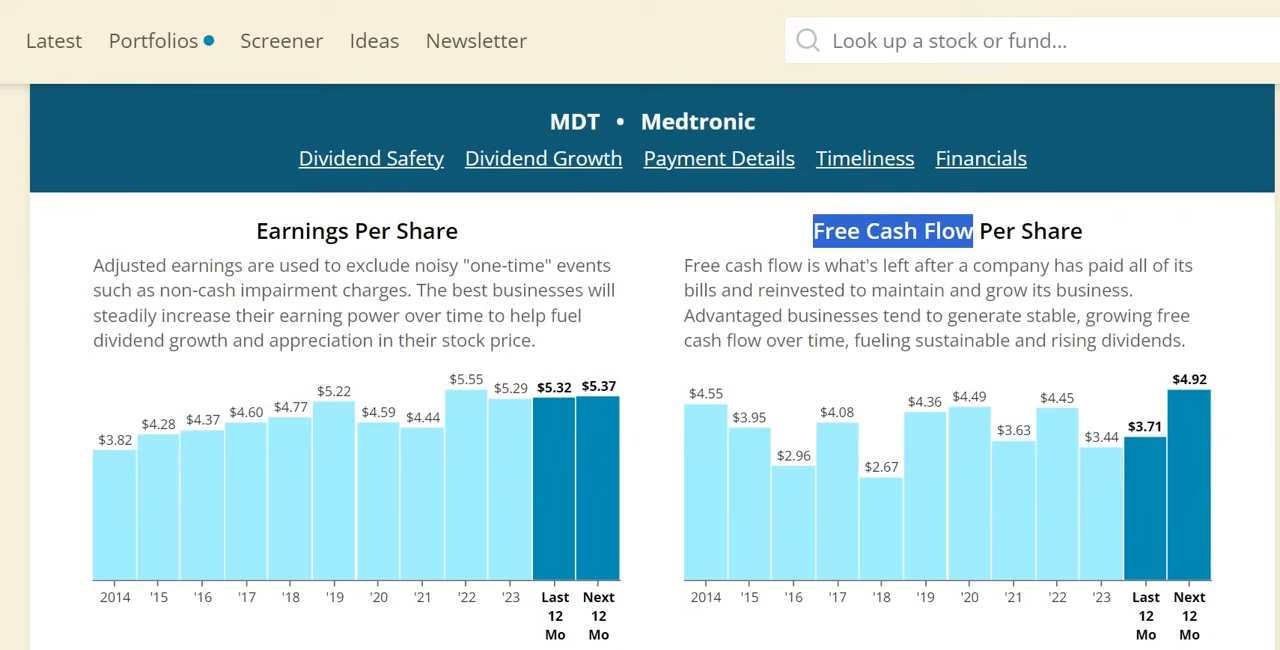 Latest Portfolios Screener Ideas Newsletter Look up a stock or fund...
MDT • Medtronic
Dividend Safety Dividend Growth Payment Details Timeliness Financials
Earnings Per Share
Adjusted earnings are used to exclude noisy "one-time" events
such as non-cash impairment charges. The best businesses will
steadily increase their earning power over time to help fuel
dividend growth and appreciation in their stock price.
$3.82 $4.28 $4.37 $4.60 $4.77 $5.22 $4.59 $4.44 $5.55 $5.29 $5.32 $5.37
2014 '15 '16 '17 '18 '19 '20 '21 '22 '23 Last Next
12 12
Mo Mo
Free Cash Flow Per Share
Free cash flow is what's left after a company has paid all of its
bills and reinvested to maintain and grow its business.
Advantaged businesses tend to generate stable, growing free
cash flow over time, fueling sustainable and rising dividends.
$4.55 $3.95 $2.96 $4.08 $2.67 $4.36 $4.49 $3.63 $4.45 $3.44 $3.71 $4.92
2014 '15 '16 '17 '18 '19 '20 '21 '22 '23 Last Next
12 12
Mo Mo